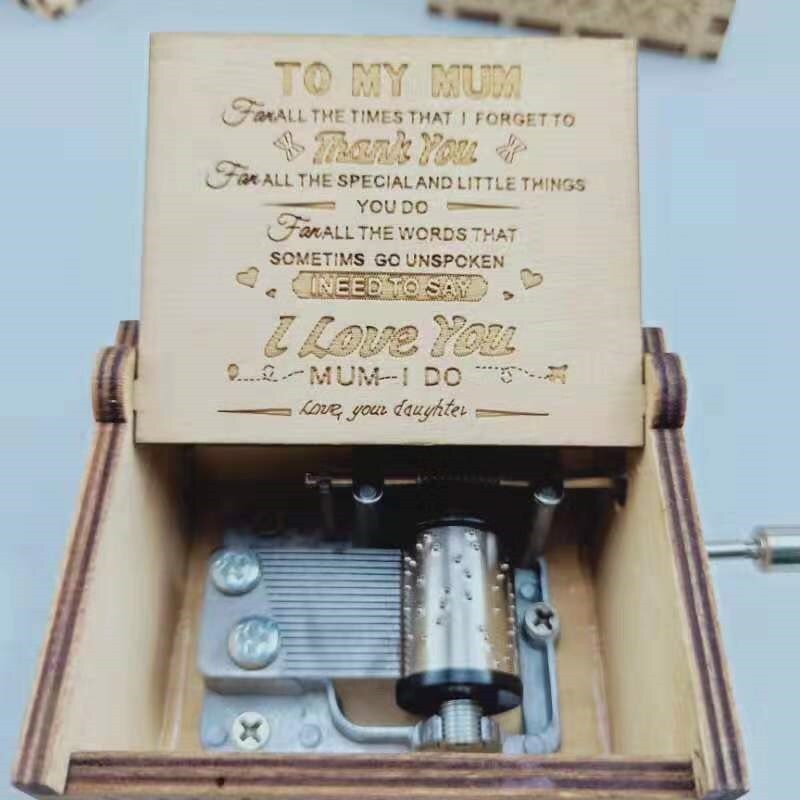 TO MY MUM
For ALL THE TIMES THAT I FORGET TO
Thank You
For ALL THE SPECIAL AND LITTLE THINGS
YOU DO
For ALL THE WORDS THAT
SOMETIMS GO UNSPOKEN
I NEED TO SAY
I Love You
MUM-I DO
Love, your daughter